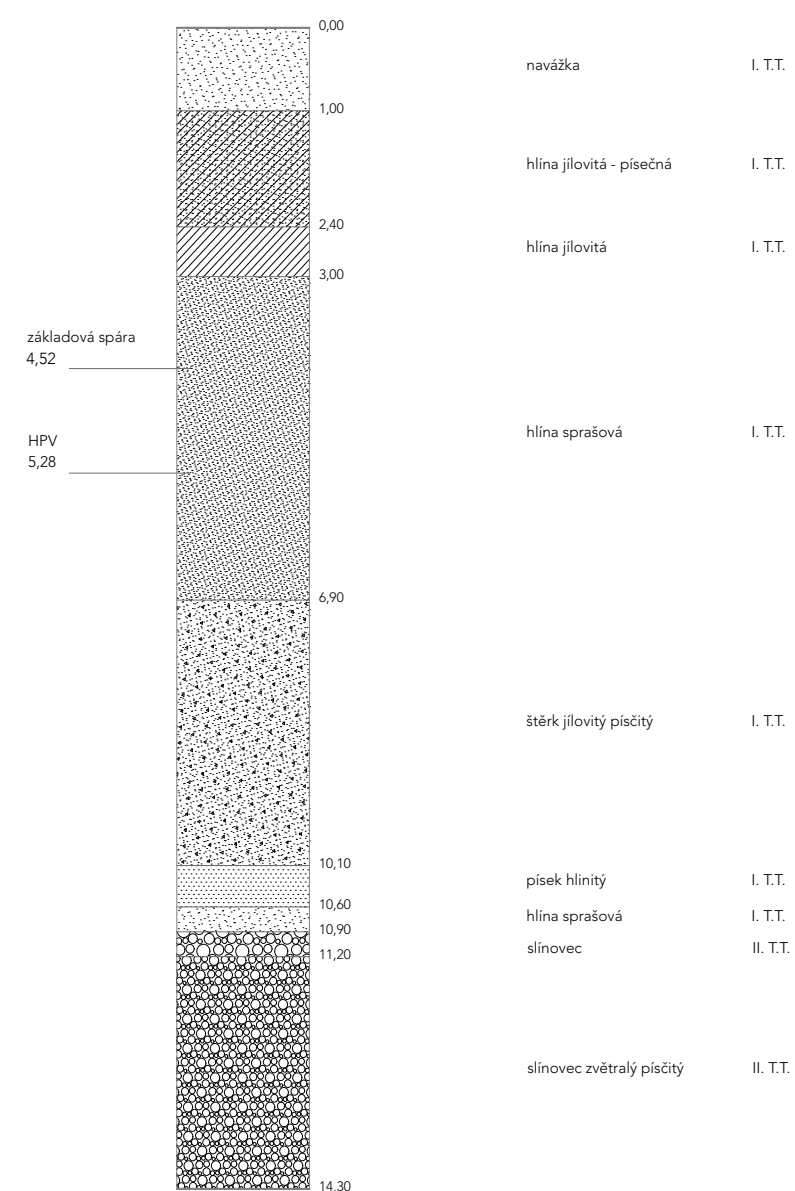 0,00
navážka I. T.T.
1,00
hlína jílovitá - písečná I. T.T.
2,40
hlína jílovitá I. T.T.
3,00
základová spára
4,52
hlína sprašová I. T.T.
HPV
5,28
6,90
štěrk jílovitý písčitý I. T.T.
10,10
písek hlinitý I. T.T.
10,60
hlína sprašová I. T.T.
10,90
slínovec II. T.T.
11,20
slínovec zvětralý písčitý II. T.T.
14,30